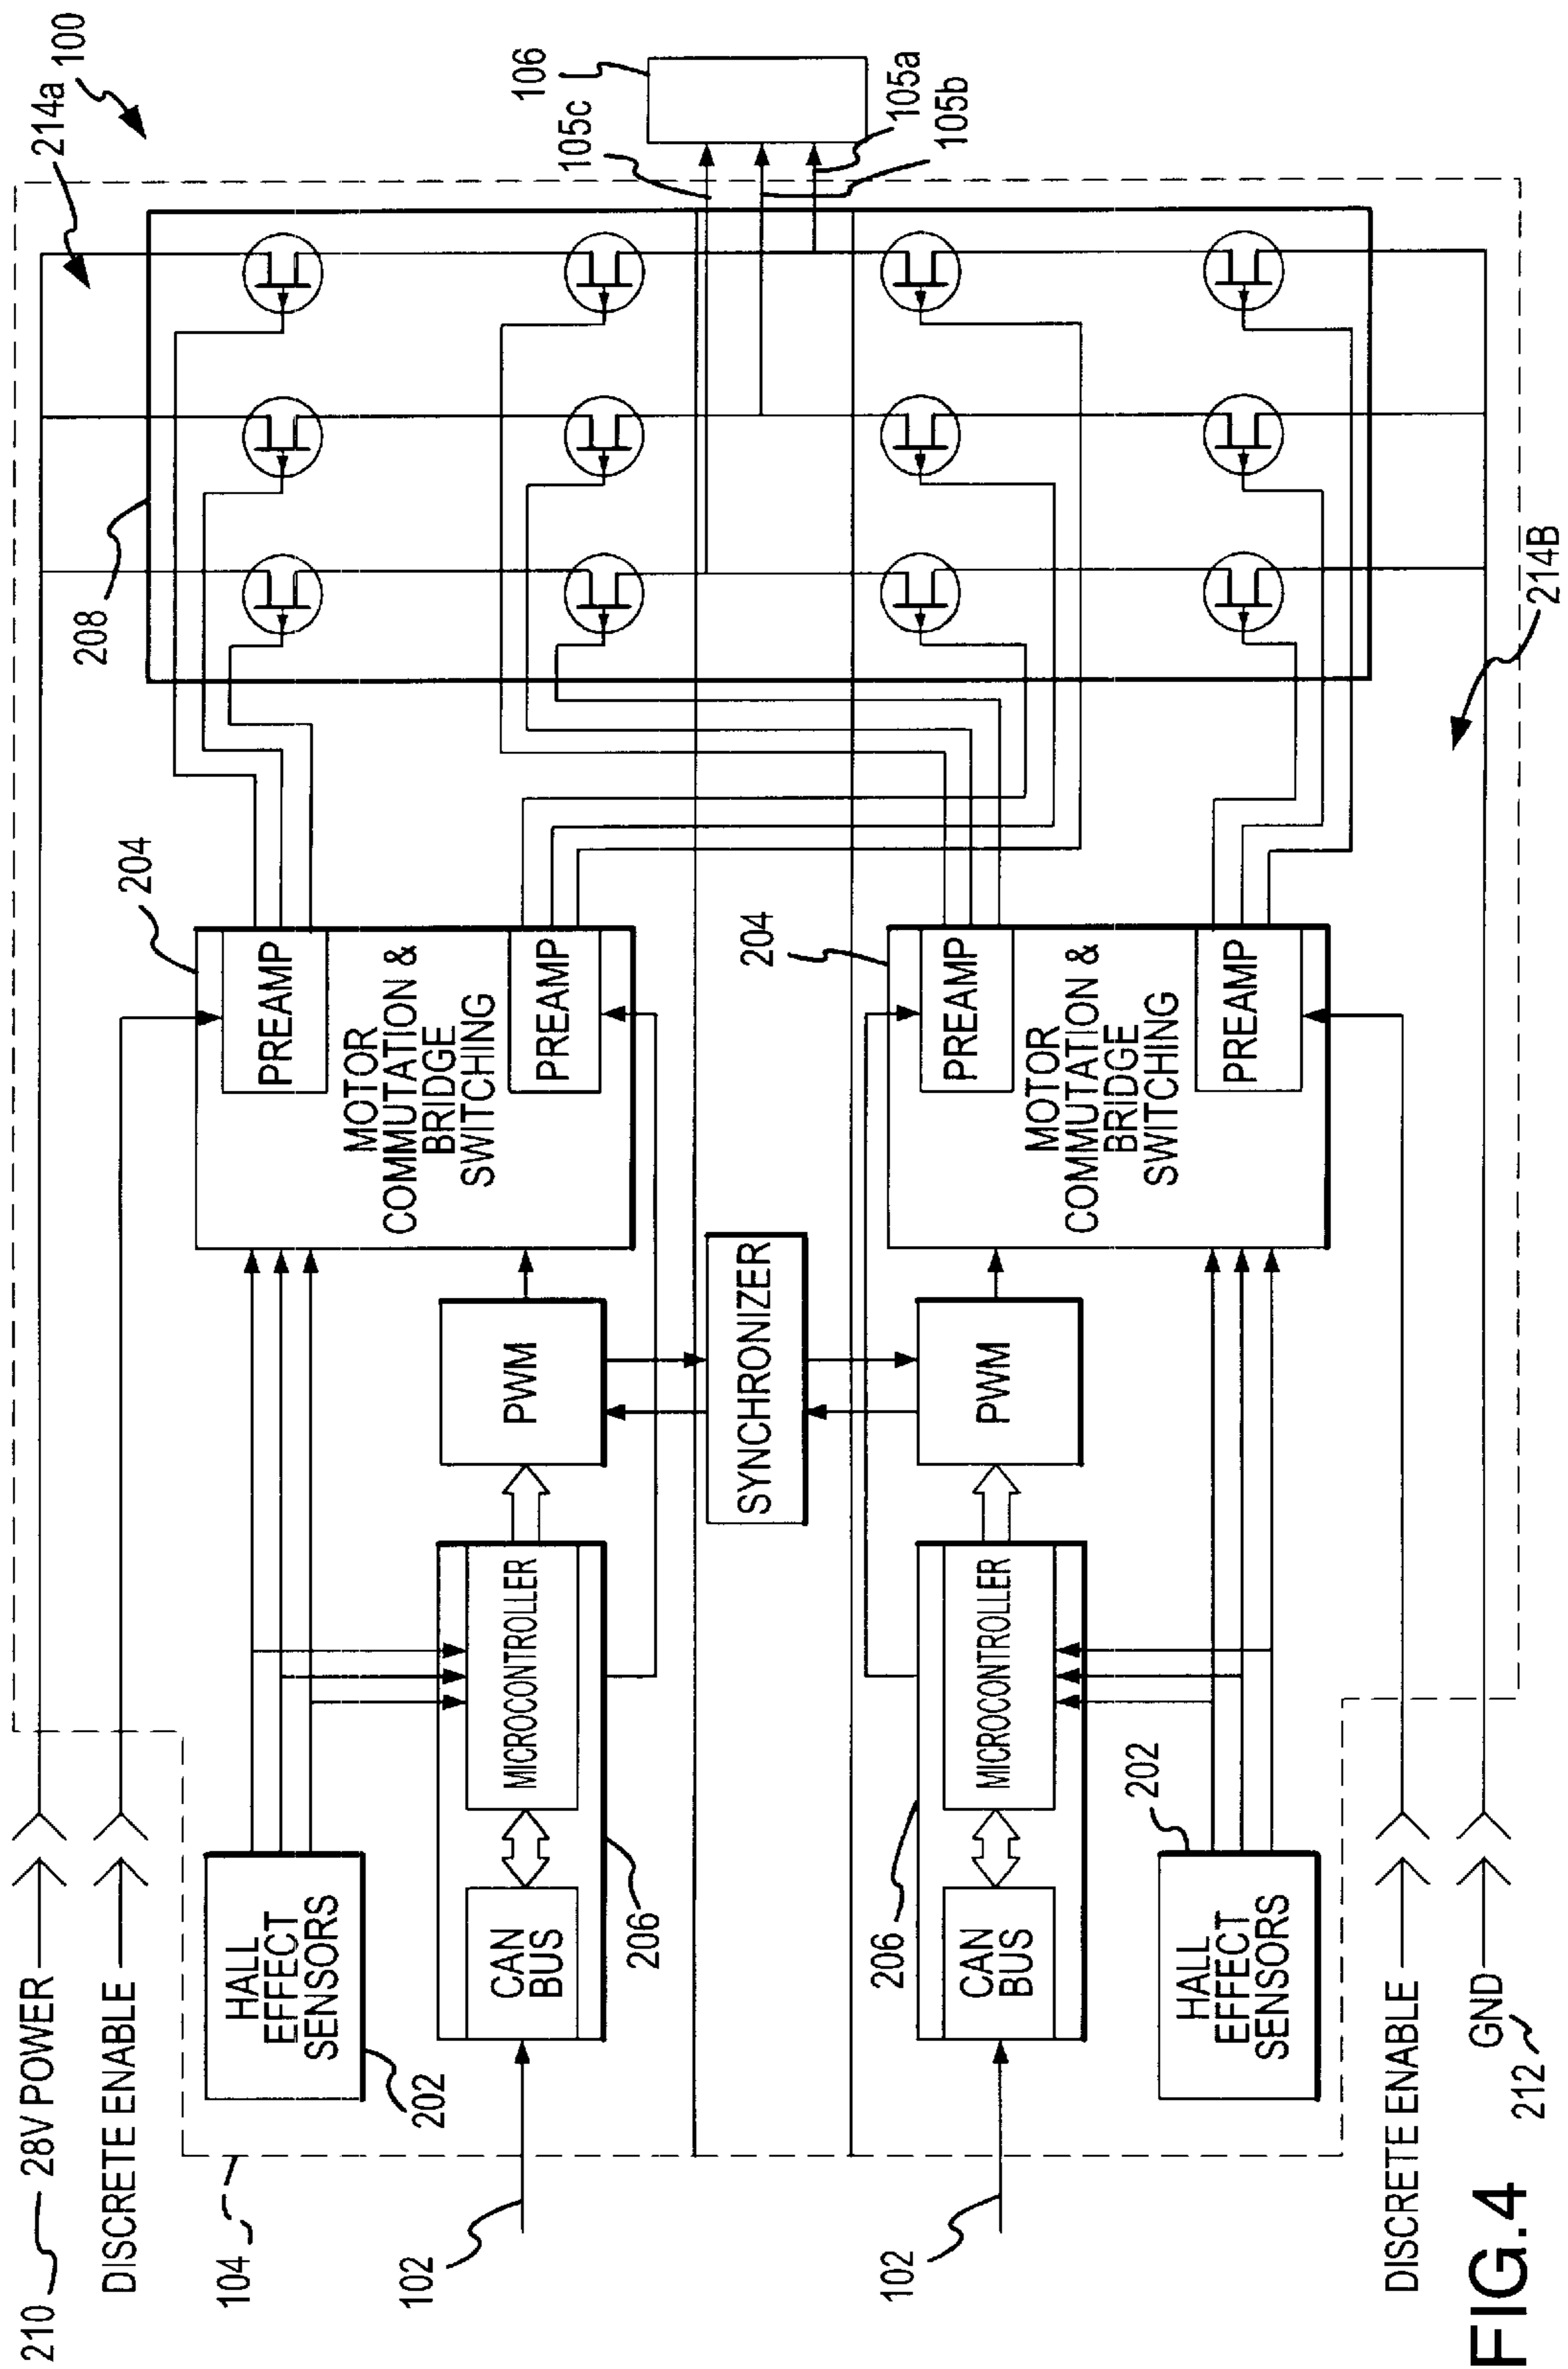 210
28V POWER
DISCRETE ENABLE
104
HALL
EFFECT
SENSORS
202
102
CAN
BUS
MICROCONTROLLER
206
PWM
MOTOR
COMMUTATION &
BRIDGE
SWITCHING
PREAMP
PREAMP
204
208
214a
100
SYNCHRONIZER
105c
106
105a
105b
102
CAN
BUS
MICROCONTROLLER
206
PWM
204
PREAMP
MOTOR
COMMUTATION &
BRIDGE
SWITCHING
PREAMP
HALL
EFFECT
SENSORS
202
DISCRETE ENABLE
GND
212
214B
FIG.4